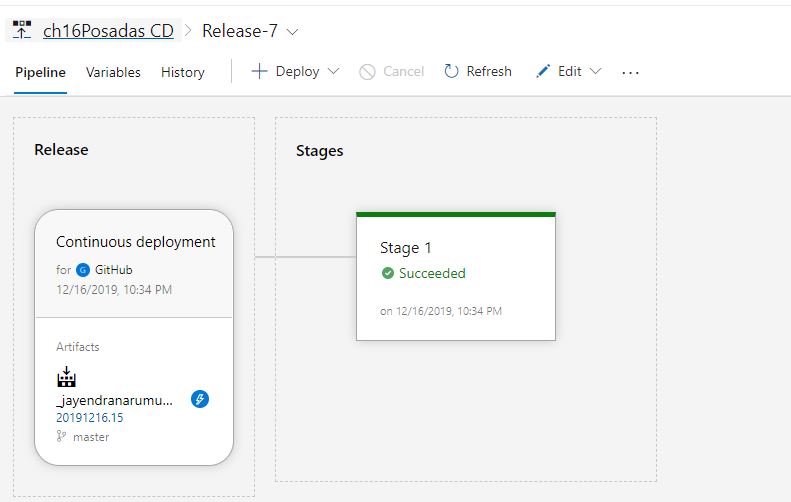 ch16Posadas CD > Release-7
Pipeline Variables History Deploy Cancel Refresh Edit ...
Release
Stages
Continuous deployment
for G GitHub
12/16/2019, 10:34 PM
Artifacts
_jayendranarumu...
20191216.15
master
Stage 1
Succeeded
on 12/16/2019, 10:34 PM